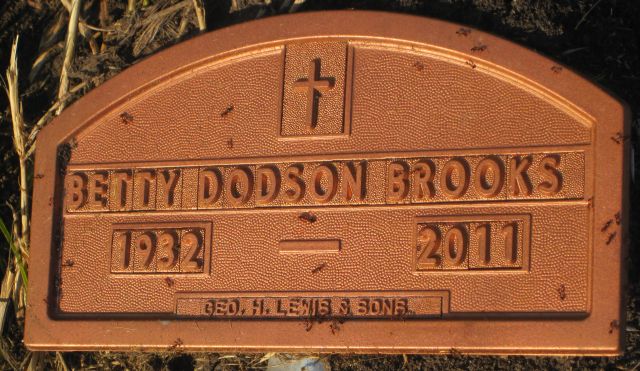 BETTY DODSON BROOKS
1932 — 2011
GEO. H. LEWIS & SONS.